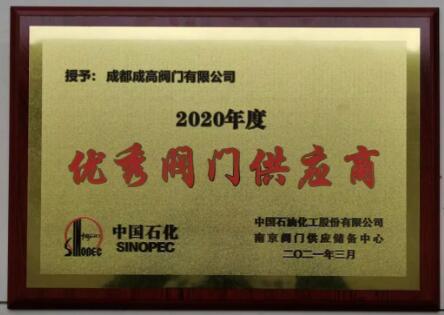 授予：成都成高阀门有限公司
2020年度
优秀阀门供应商
SINOPEC
中国石化
SINOPEC
中国石油化工股份有限公司
南京阀门供应储备中心
二〇二一年三月